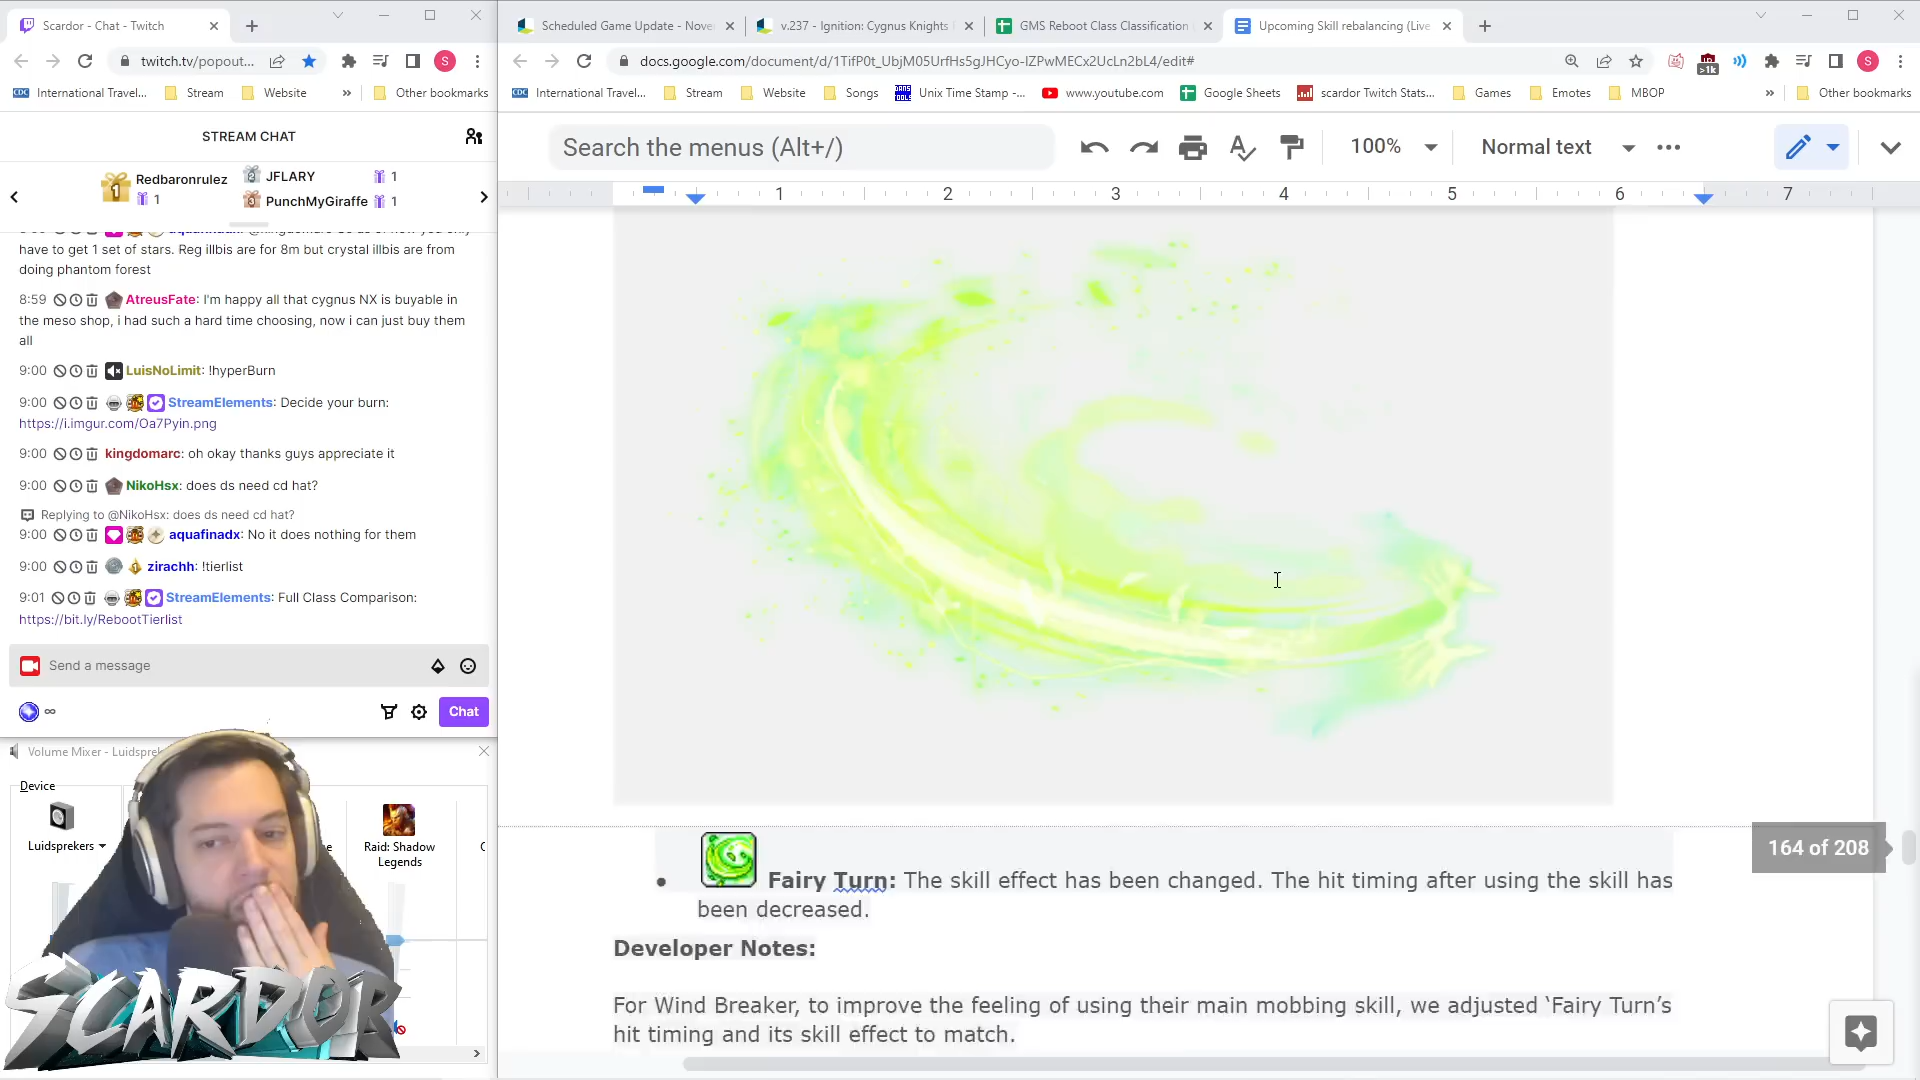 Scardor - Chat - Twitch
Scheduled Game Update - Nove
v.237 - Ignition: Cygnus Knights
GMS Reboot Class Classification
Upcoming Skill rebalancing (Live
twitch.tv/popout...
S
docs.google.com/document/d/1TifP0t_UbjM05UrfHs5gJHCyo-IZPwMECx2UcLn2bL4/edit#
>1k
S
CDC International Travel...
Stream
Website
»
Other bookmarks
CDC International Travel...
Stream
Website
Songs
Unix Time Stamp -...
www.youtube.com
Google Sheets
scardor Twitch Stats...
Games
Emotes
MBOP
»
Other bookmarks
STREAM CHAT
Search the menus (Alt+/)
100%
Normal text
1 Redbaronrulez
1
2 JFLARY 1
3 PunchMyGiraffe 1
1 2 3 4 5 6 7
have to get 1 set of stars. Reg illbis are for 8m but crystal illbis are from
doing phantom forest
8:59 AtreusFate: I'm happy all that cygnus NX is buyable in
the meso shop, i had such a hard time choosing, now i can just buy them
all
9:00 LuisNoLimit: !hyperBurn
9:00 StreamElements: Decide your burn:
https://i.imgur.com/Oa7Pyin.png
9:00 kingdomarc: oh okay thanks guys appreciate it
9:00 NikoHsx: does ds need cd hat?
Replying to @NikoHsx: does ds need cd hat?
9:00 aquafinadx: No it does nothing for them
9:00 zirachh: !tierlist
9:01 StreamElements: Full Class Comparison:
https://bit.ly/RebootTierlist
Send a message
∞
Chat
Volume Mixer - Luidspreke
Device
Luidsprekers
Raid: Shadow
Legends
SCARDOR
164 of 208
• Fairy Turn: The skill effect has been changed. The hit timing after using the skill has
been decreased.
Developer Notes:
For Wind Breaker, to improve the feeling of using their main mobbing skill, we adjusted ‘Fairy Turn’s
hit timing and its skill effect to match.